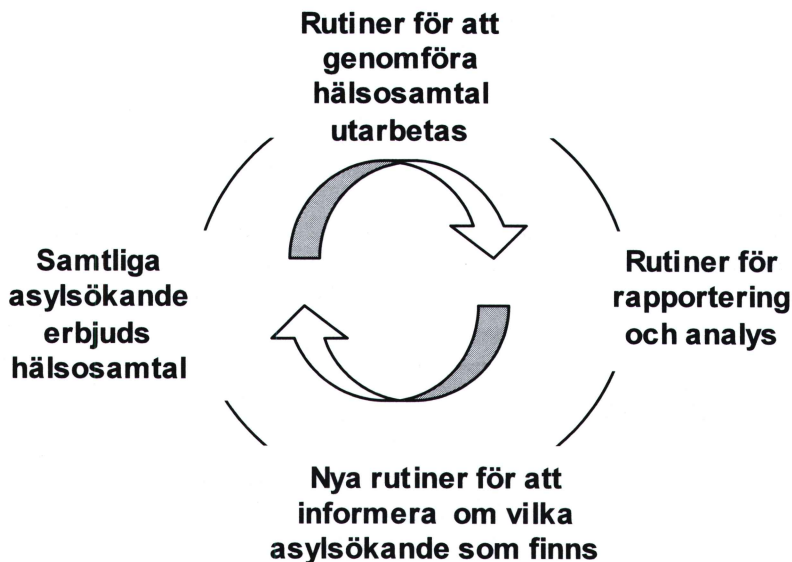 Rutiner för att
genomföra
hälsosamtal
utarbetas
Samtliga
asylsökande
erbjuds
hälsosamtal
Rutiner för
rapportering
och analys
Nya rutiner för att
informera om vilka
asylsökande som finns